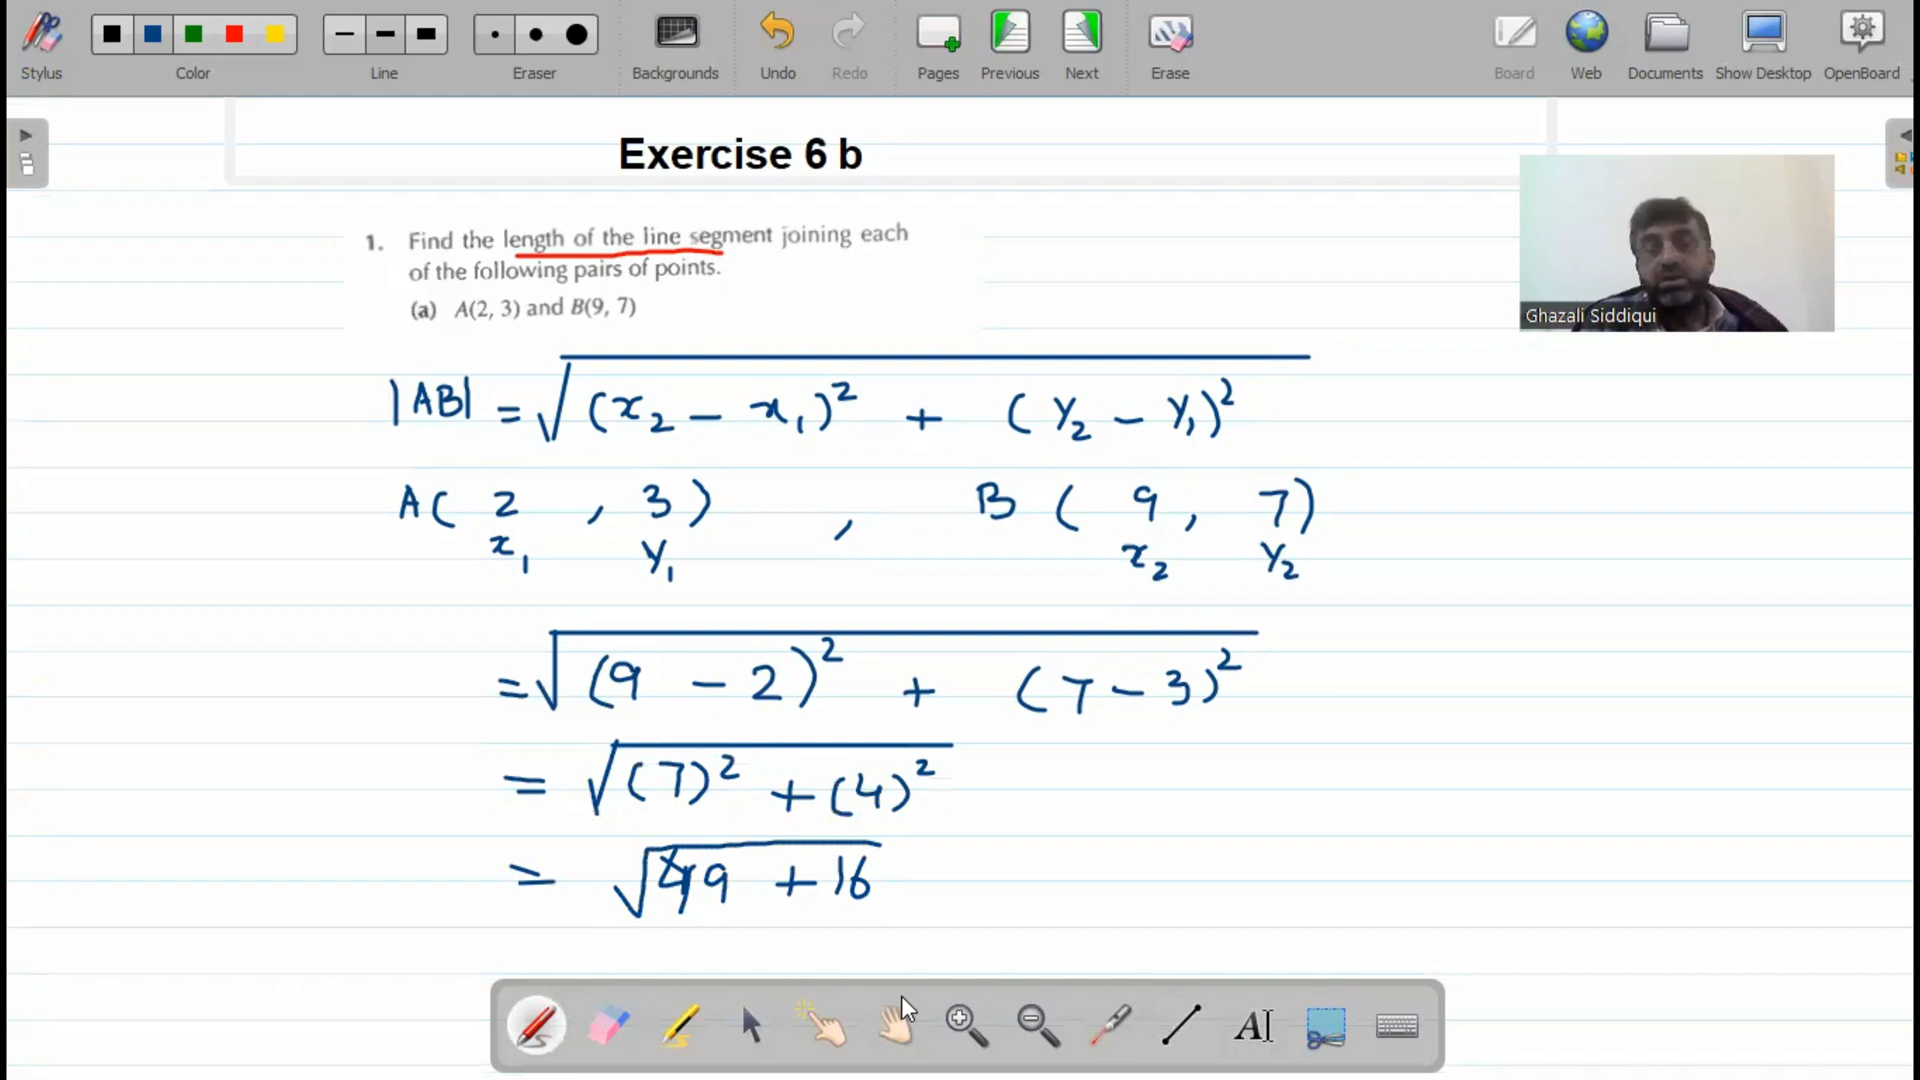 Stylus Color Line Eraser Backgrounds Undo Redo Pages Previous Next Erase Board Web Documents Show Desktop OpenBoard
Exercise 6 b
1. Find the length of the line segment joining each
of the following pairs of points.
(a) A(2, 3) and B(9, 7)
Ghazali Siddiqui
|AB| = √(x₂ − x₁)² + (y₂ − y₁)²
A( 2 , 3 ) , B ( 9 , 7)
x₁ y₁ x₂ y₂
= √(9 − 2)² + (7 − 3)²
= √(7)² + (4)²
= √49 + 16
A